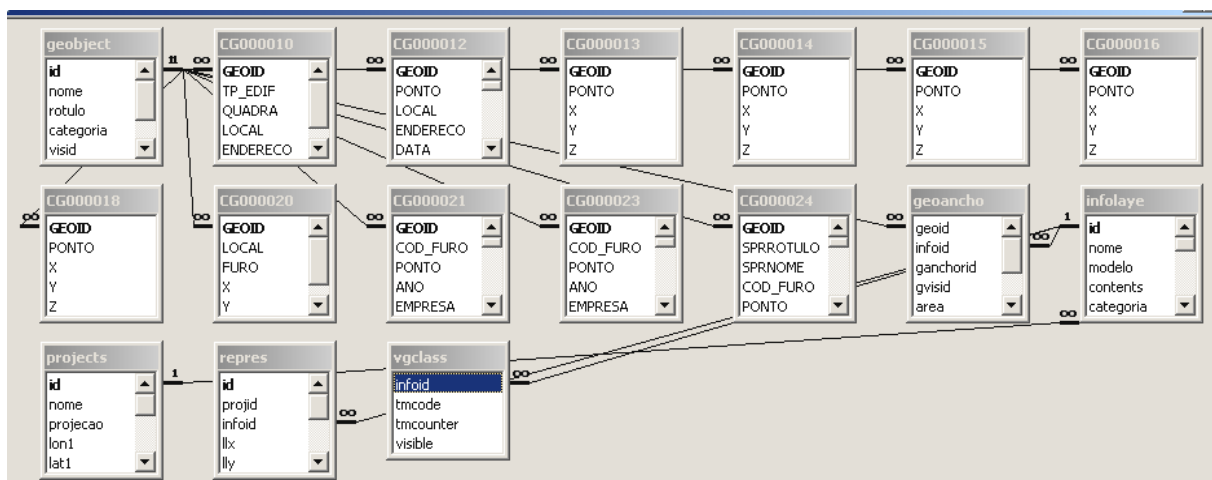 geobject
id
nome
rotulo
categoria
visid
CG000010
GEOID
TP_EDIF
QUADRA
LOCAL
ENDERECO
CG000012
GEOID
PONTO
LOCAL
ENDERECO
DATA
CG000013
GEOID
PONTO
X
Y
Z
CG000014
GEOID
PONTO
X
Y
Z
CG000015
GEOID
PONTO
X
Y
Z
CG000016
GEOID
PONTO
X
Y
Z
11
∞
∞
∞
∞
∞
∞
CG000018
GEOID
PONTO
X
Y
Z
CG000020
GEOID
LOCAL
FURO
X
Y
CG000021
GEOID
COD_FURO
PONTO
ANO
EMPRESA
CG000023
GEOID
COD_FURO
PONTO
ANO
EMPRESA
CG000024
GEOID
SPRROTULO
SPRNOME
COD_FURO
PONTO
geoancho
geoid
infoid
ganchorid
gvisid
area
infolaye
id
nome
modelo
contents
categoria
∞
∞
∞
∞
∞
∞
∞
1
∞
projects
id
nome
projecao
lon1
lat1
repres
id
projid
infoid
llx
lly
vgclass
infoid
tmcode
tmcounter
visible
1
∞
∞